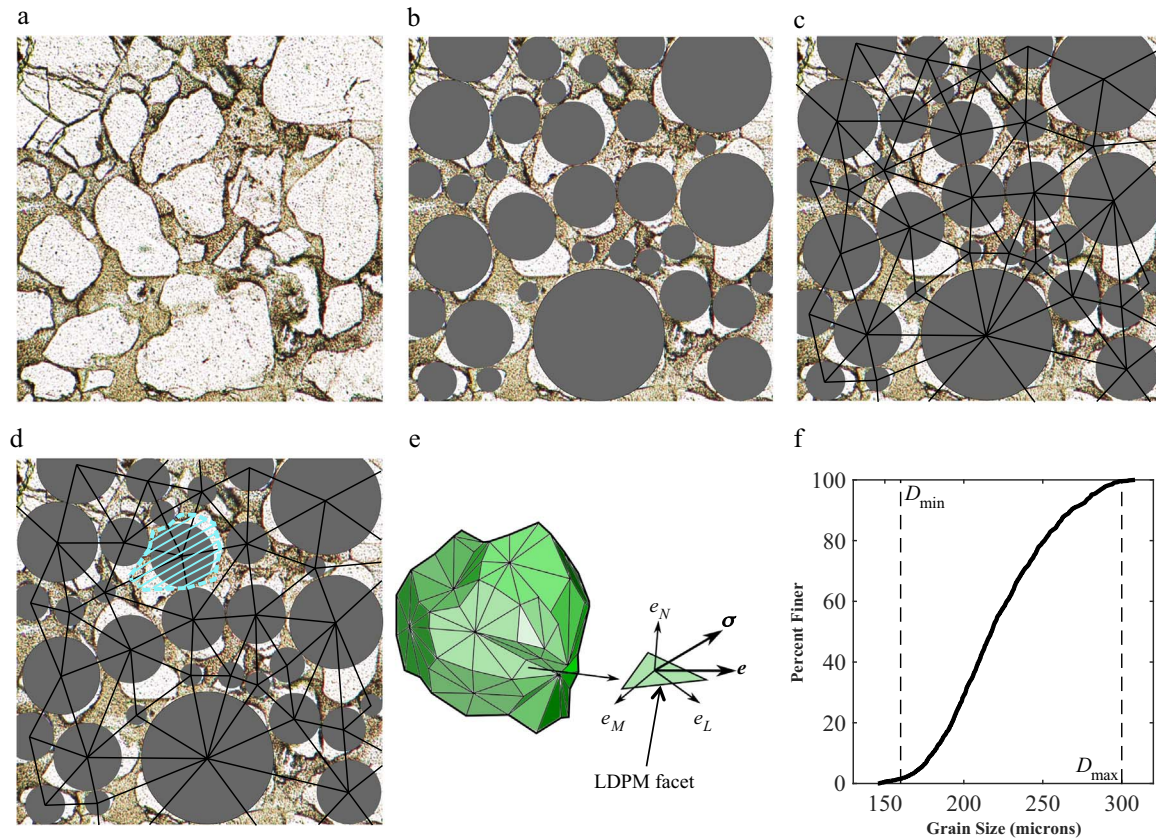 a
b
c
d
e
f
e_N
σ
e
e_M
e_L
LDPM facet
100
80
60
40
20
0
Percent Finer
D_min
D_max
150
200
250
300
Grain Size (microns)